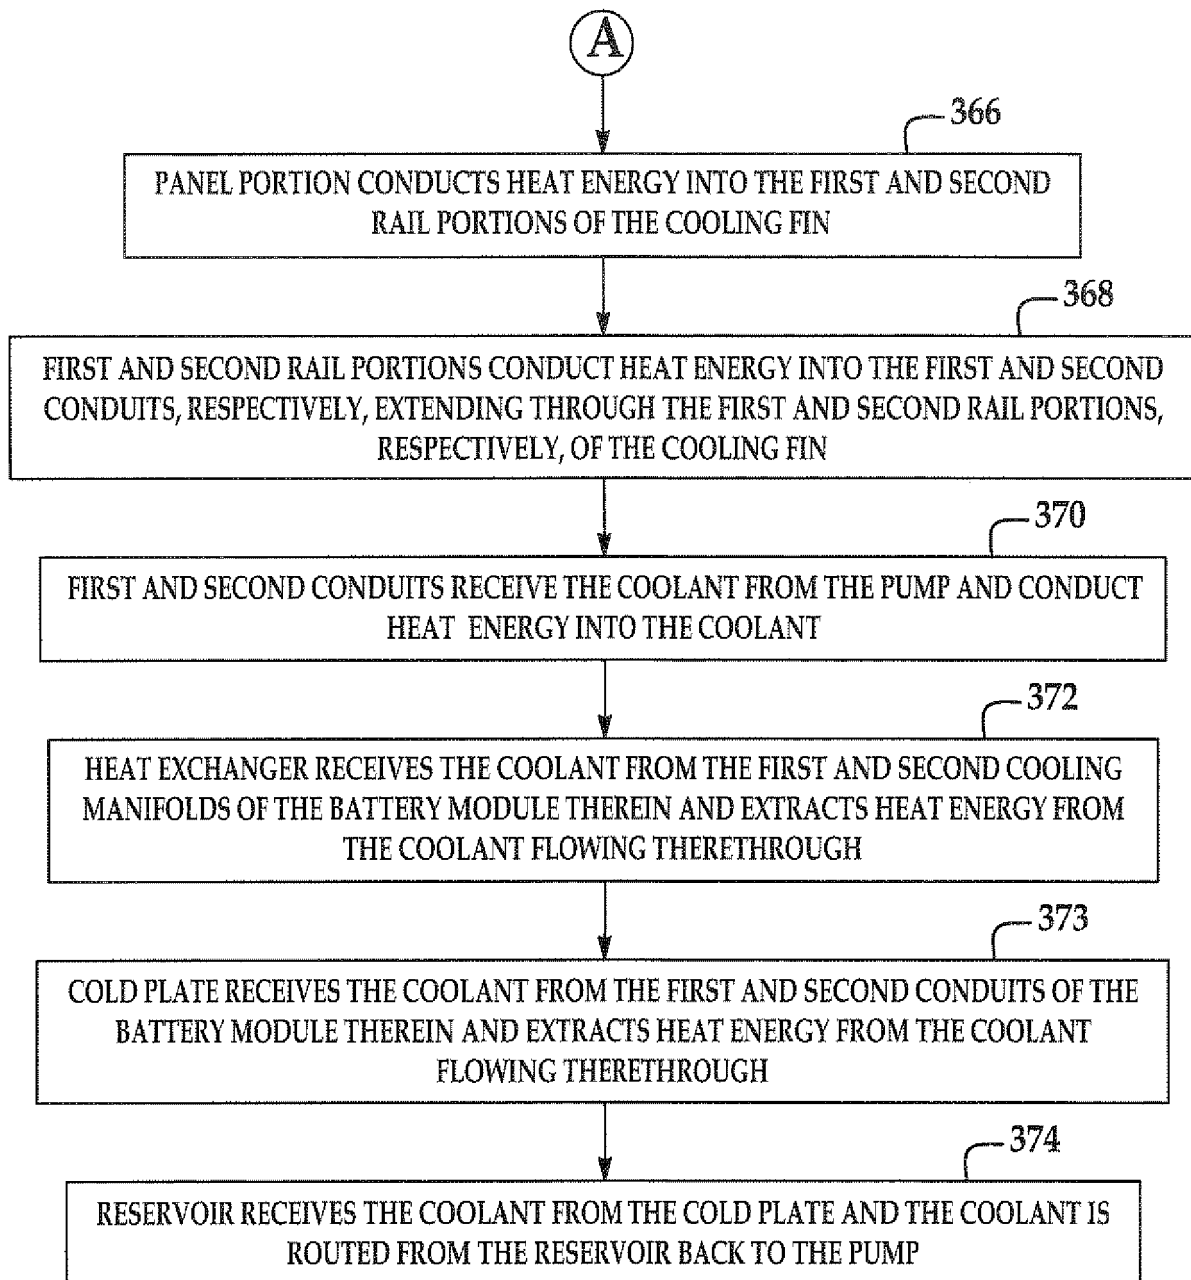 A
366
PANEL PORTION CONDUCTS HEAT ENERGY INTO THE FIRST AND SECOND
RAIL PORTIONS OF THE COOLING FIN
368
FIRST AND SECOND RAIL PORTIONS CONDUCT HEAT ENERGY INTO THE FIRST AND SECOND
CONDUITS, RESPECTIVELY, EXTENDING THROUGH THE FIRST AND SECOND RAIL PORTIONS,
RESPECTIVELY, OF THE COOLING FIN
370
FIRST AND SECOND CONDUITS RECEIVE THE COOLANT FROM THE PUMP AND CONDUCT
HEAT ENERGY INTO THE COOLANT
372
HEAT EXCHANGER RECEIVES THE COOLANT FROM THE FIRST AND SECOND COOLING
MANIFOLDS OF THE BATTERY MODULE THEREIN AND EXTRACTS HEAT ENERGY FROM
THE COOLANT FLOWING THERETHROUGH
373
COLD PLATE RECEIVES THE COOLANT FROM THE FIRST AND SECOND CONDUITS OF THE
BATTERY MODULE THEREIN AND EXTRACTS HEAT ENERGY FROM THE COOLANT
FLOWING THERETHROUGH
374
RESERVOIR RECEIVES THE COOLANT FROM THE COLD PLATE AND THE COOLANT IS
ROUTED FROM THE RESERVOIR BACK TO THE PUMP